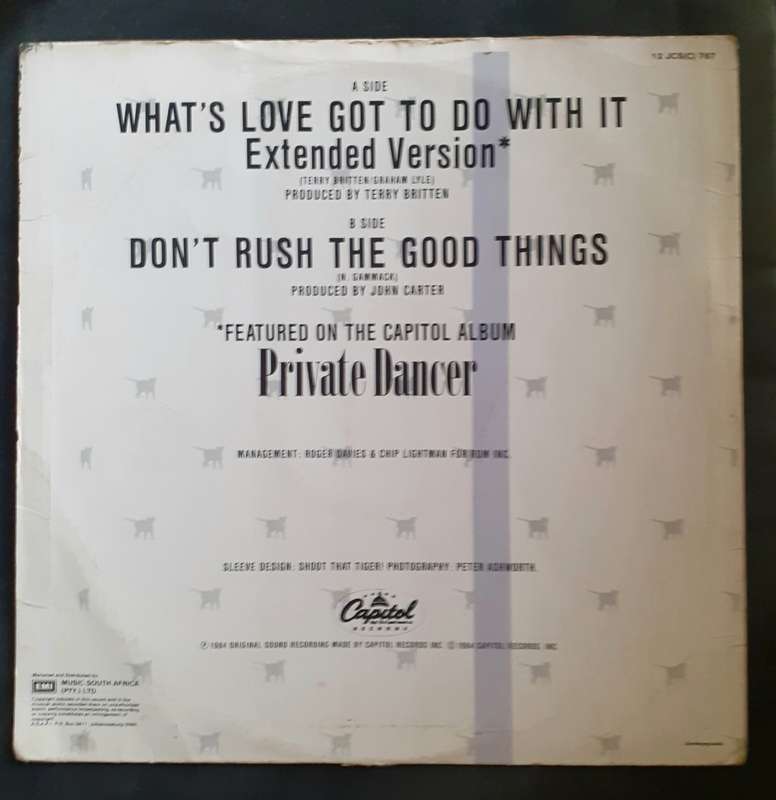 12 JCS(C) 767
A SIDE
WHAT'S LOVE GOT TO DO WITH IT
Extended Version*
(TERRY BRITTEN/GRAHAM LYLE)
PRODUCED BY TERRY BRITTEN
B SIDE
DON'T RUSH THE GOOD THINGS
(N. GAMMACK)
PRODUCED BY JOHN CARTER
*FEATURED ON THE CAPITOL ALBUM
Private Dancer
MANAGEMENT: ROGER DAVIES & CHIP LIGHTMAN FOR RDM INC.
SLEEVE DESIGN: SHOOT THAT TIGER! PHOTOGRAPHY: PETER ASHWORTH.
Capitol
RECORDS
Ⓟ 1984 ORIGINAL SOUND RECORDING MADE BY CAPITOL RECORDS INC © 1984 CAPITOL RECORDS INC
EMI
MUSIC SOUTH AFRICA
(PTY.) LTD